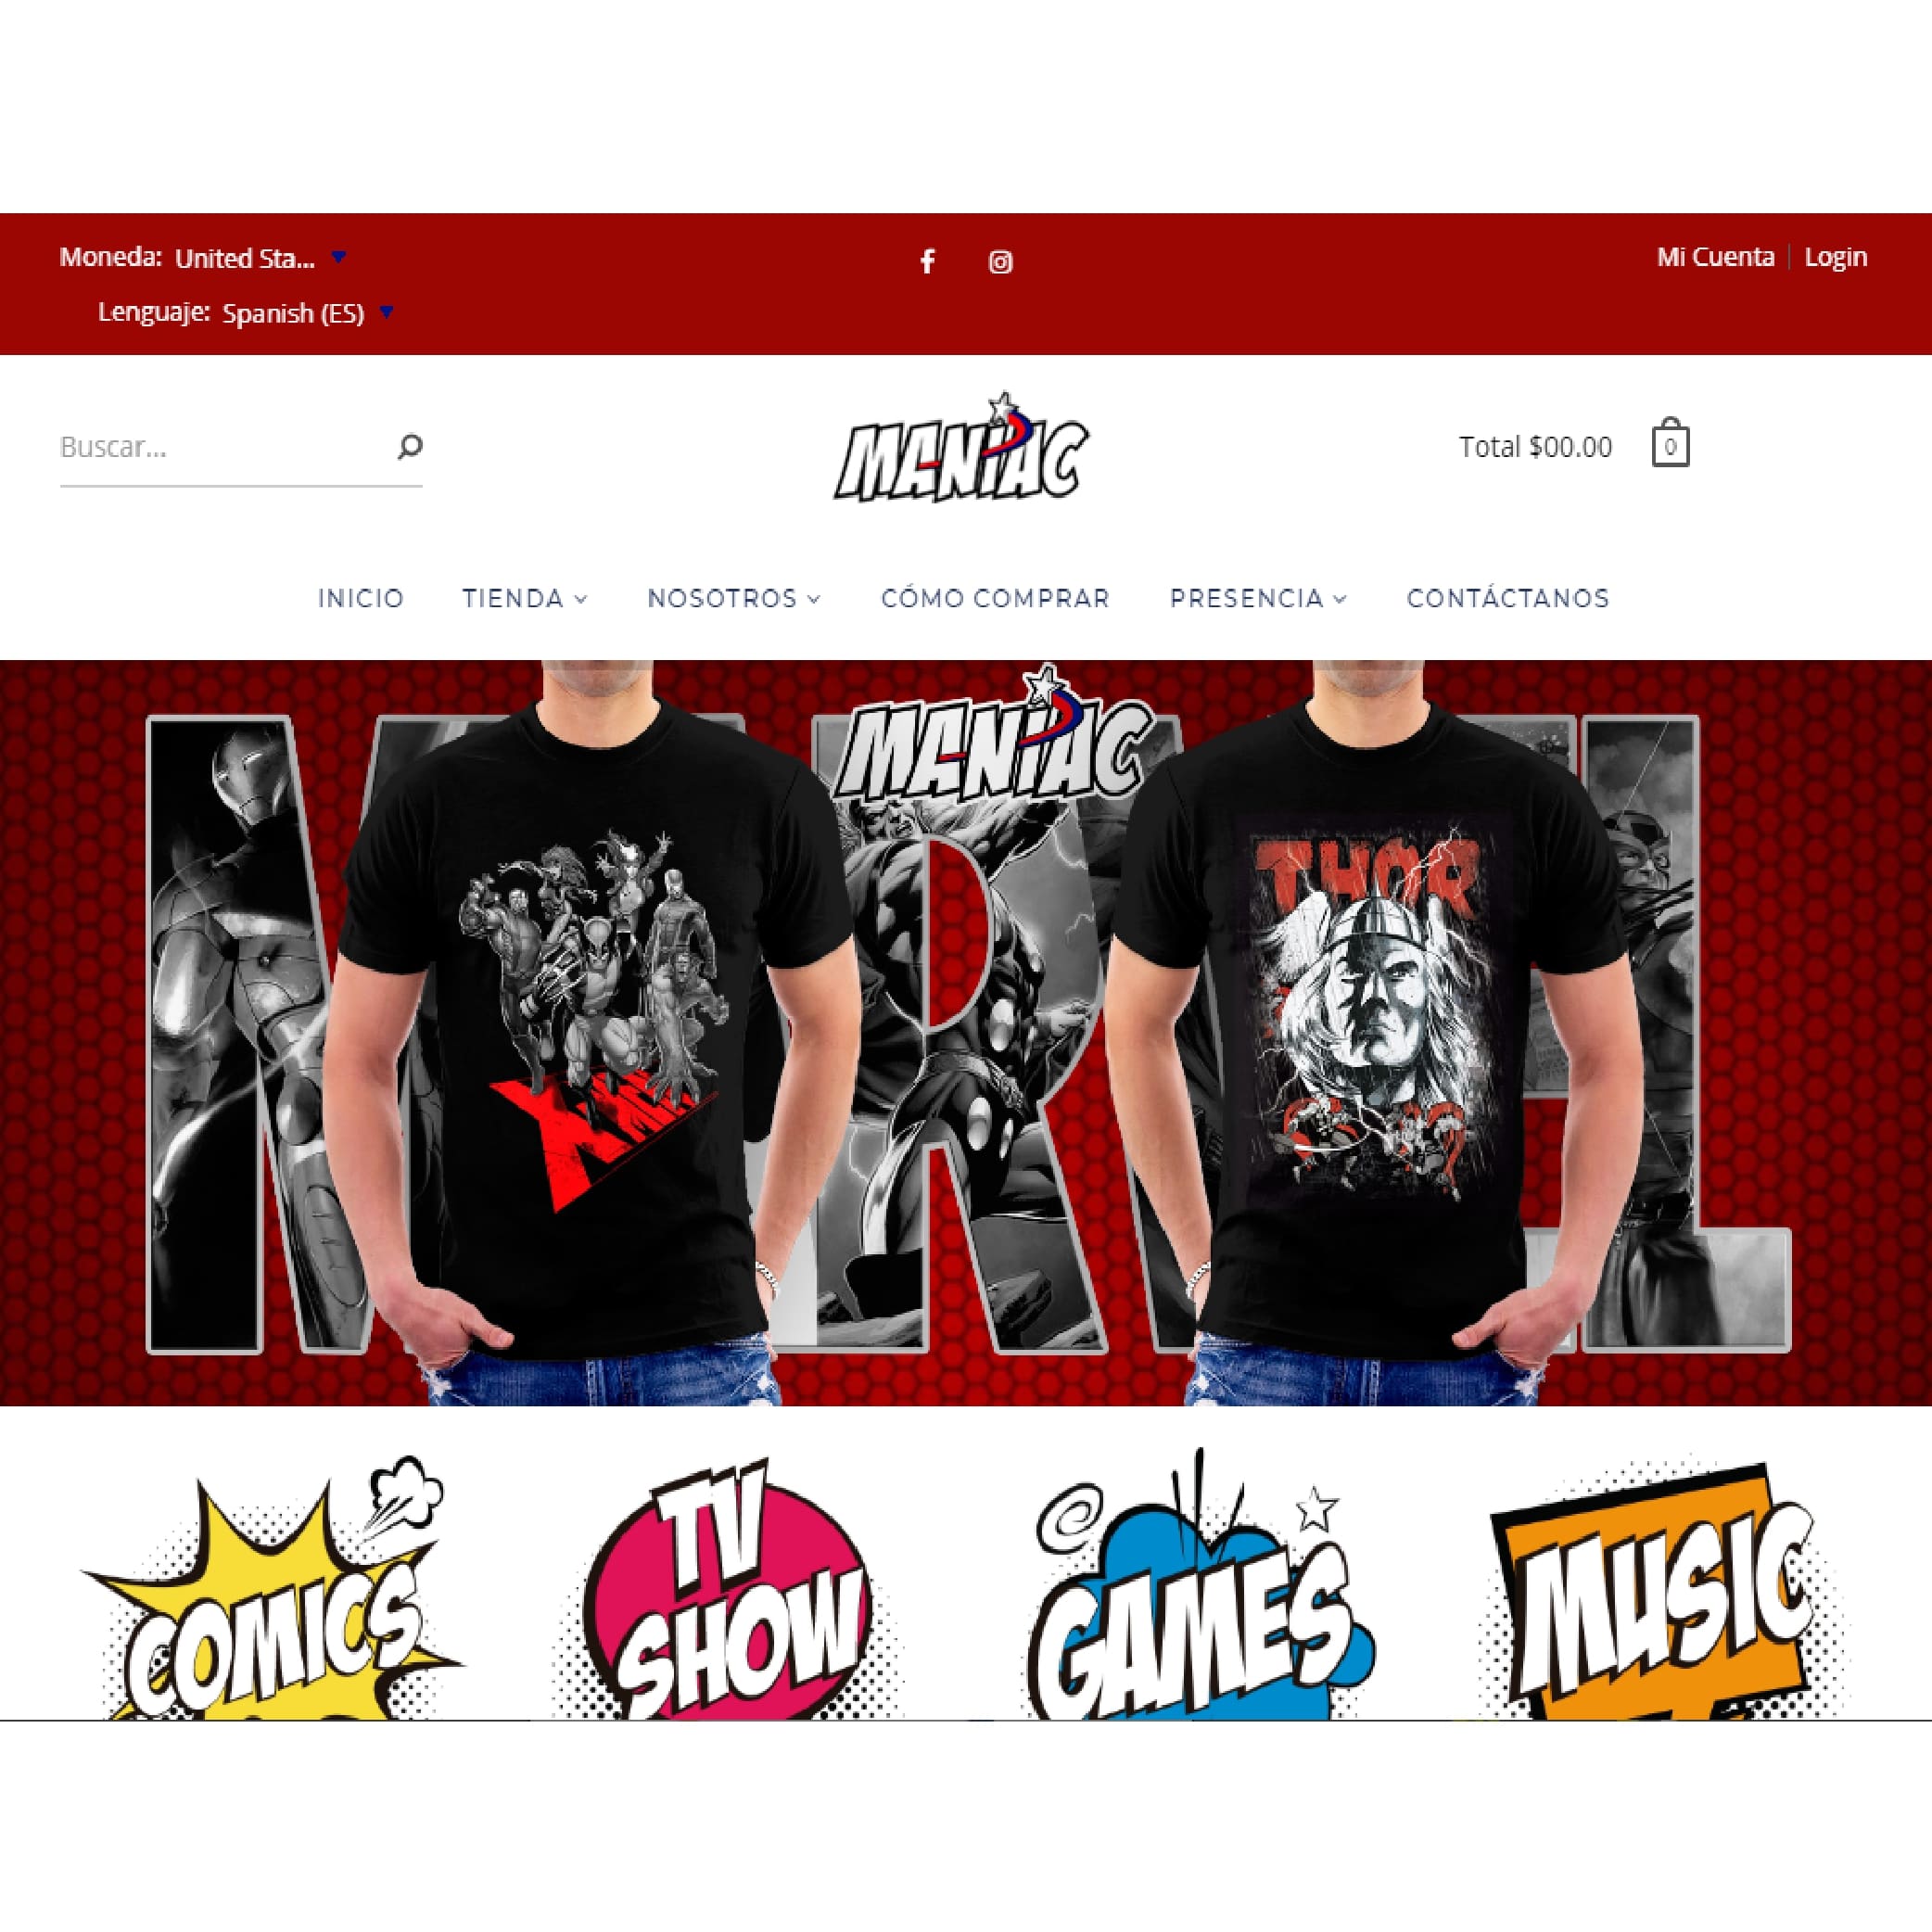 Moneda: United Sta...
Mi Cuenta | Login
Lenguaje: Spanish (ES)
Buscar...
MANIAC
Total $00.00
0
INICIO TIENDA NOSOTROS CÓMO COMPRAR PRESENCIA CONTÁCTANOS
MANIAC
THOR
X-MEN
COMICS
TV
SHOW
GAMES
MUSIC